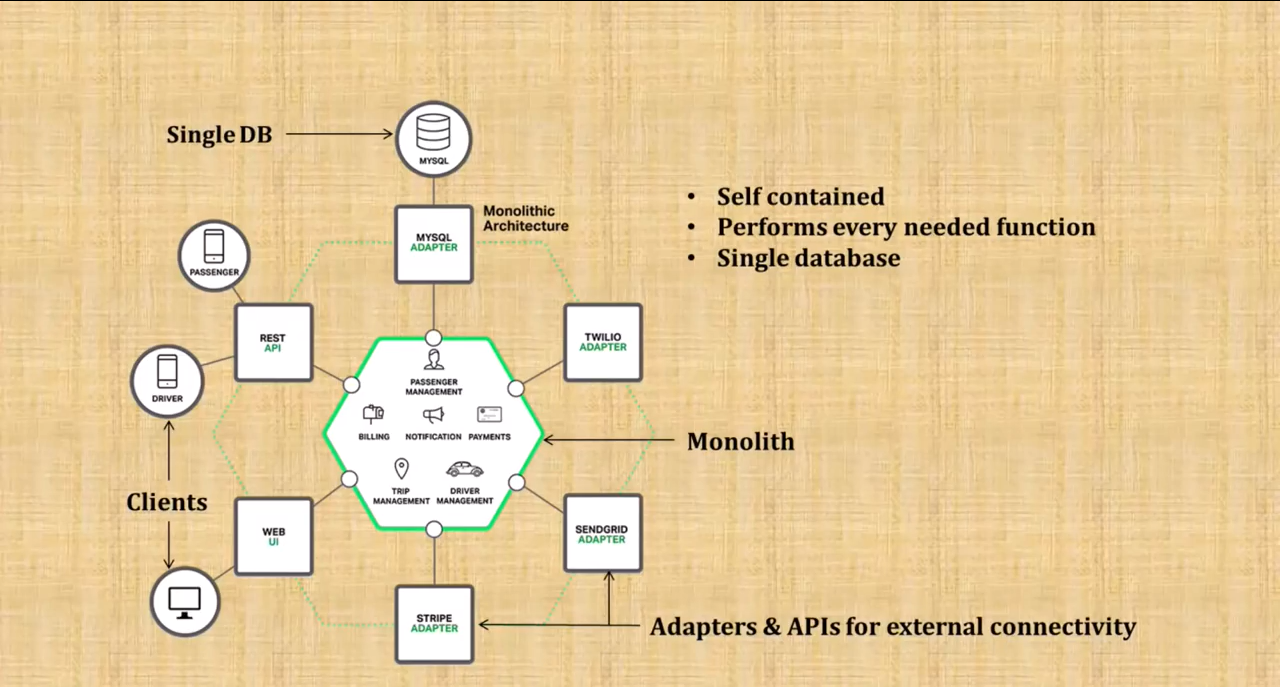 Single DB
MYSQL
Monolithic
Architecture
MYSQL
ADAPTER
• Self contained
• Performs every needed function
• Single database
PASSENGER
REST
API
TWILIO
ADAPTER
DRIVER
PASSENGER
MANAGEMENT
BILLING
NOTIFICATION
PAYMENTS
TRIP
MANAGEMENT
DRIVER
MANAGEMENT
Monolith
Clients
WEB
UI
SENDGRID
ADAPTER
STRIPE
ADAPTER
Adapters & APIs for external connectivity